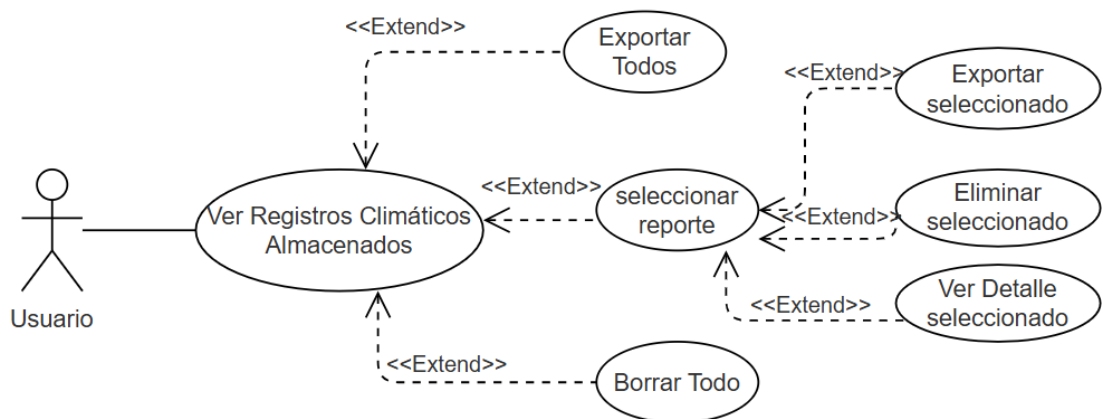 <<Extend>>
Exportar
Todos
<<Extend>>
Exportar
seleccionado
<<Extend>>
seleccionar
reporte
<<Extend>>
Eliminar
seleccionado
Ver Registros Climáticos
Almacenados
Usuario
<<Extend>>
Ver Detalle
seleccionado
<<Extend>>
Borrar Todo